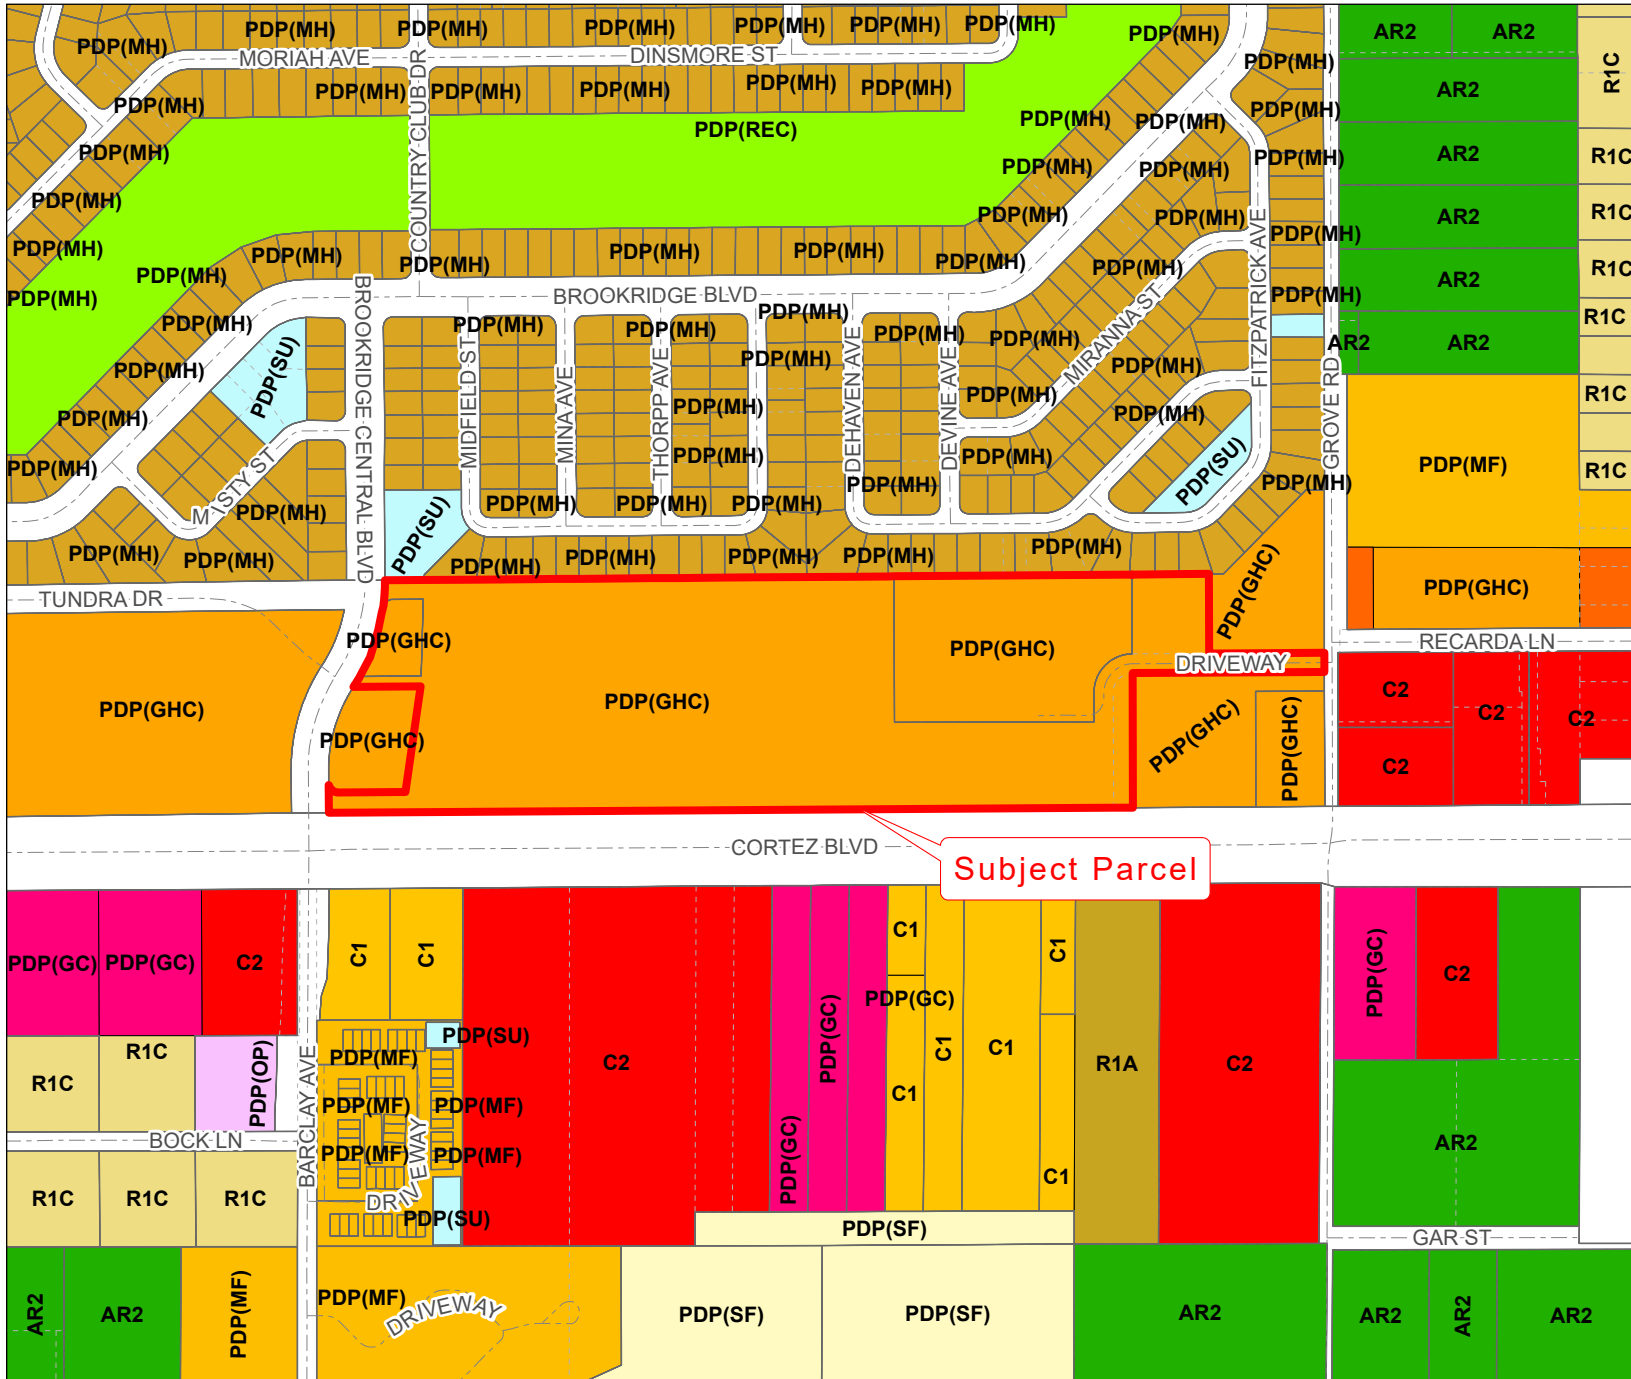 PDP(MH)
PDP(MH)
PDP(MH)
PDP(MH)
PDP(MH)
PDP(MH)
PDP(MH)
PDP(MH)
AR2
AR2
MORIAH AVE
DINSMORE ST
PDP(MH)
R1C
PDP(MH)
PDP(MH)
PDP(MH)
PDP(MH)
PDP(MH)
PDP(MH)
AR2
PDP(MH)
PDP(MH)
PDP(MH)
PDP(REC)
COUNTRY CLUB DR
PDP(MH)
PDP(MH)
PDP(MH)
AR2
R1C
PDP(MH)
PDP(MH)
PDP(MH)
PDP(MH)
PDP(MH)
AR2
R1C
FITZPATRICK AVE
PDP(MH)
PDP(MH)
PDP(MH)
PDP(MH)
PDP(MH)
PDP(MH)
PDP(MH)
PDP(MH)
PDP(MH)
PDP(MH)
AR2
R1C
PDP(MH)
BROOKRIDGE BLVD
PDP(MH)
PDP(MH)
PDP(MH)
PDP(MH)
PDP(MH)
PDP(MH)
PDP(MH)
R1C
MIRANNA ST
AR2
AR2
PDP(SU)
PDP(MH)
PDP(MH)
PDP(MH)
BROOKRIDGE CENTRAL BLVD
MIDFIELD ST
MINA AVE
THORPP AVE
DEHAVEN AVE
DEVINE AVE
GROVE RD
PDP(MH)
PDP(MH)
PDP(MH)
PDP(MH)
R1C
PDP(MH)
PDP(MH)
PDP(MH)
PDP(SU)
PDP(MF)
R1C
MISTY ST
PDP(MH)
PDP(MH)
PDP(MH)
PDP(MH)
PDP(MH)
PDP(MH)
PDP(SU)
PDP(MH)
PDP(MH)
PDP(MH)
PDP(MH)
PDP(MH)
PDP(MH)
PDP(MH)
PDP(MH)
PDP(GHC)
PDP(GHC)
TUNDRA DR
PDP(GHC)
PDP(GHC)
RECARDA LN
DRIVEWAY
PDP(GHC)
PDP(GHC)
PDP(GHC)
PDP(GHC)
PDP(GHC)
C2
C2
C2
C2
PDP(GHC)
CORTEZ BLVD
Subject Parcel
PDP(GC)
PDP(GC)
C2
C1
C1
C1
C1
PDP(GC)
C2
PDP(GC)
PDP(GC)
PDP(SU)
R1C
R1C
PDP(OP)
PDP(MF)
C2
C1
C1
R1A
C2
BARCLAY AVE
PDP(MF)
PDP(MF)
C1
BOCK LN
AR2
PDP(MF)
PDP(MF)
PDP(GC)
C1
DRIVEWAY
R1C
R1C
R1C
PDP(SU)
PDP(SF)
GAR ST
AR2
AR2
PDP(MF)
PDP(MF)
DRIVEWAY
PDP(SF)
PDP(SF)
AR2
AR2
AR2
AR2